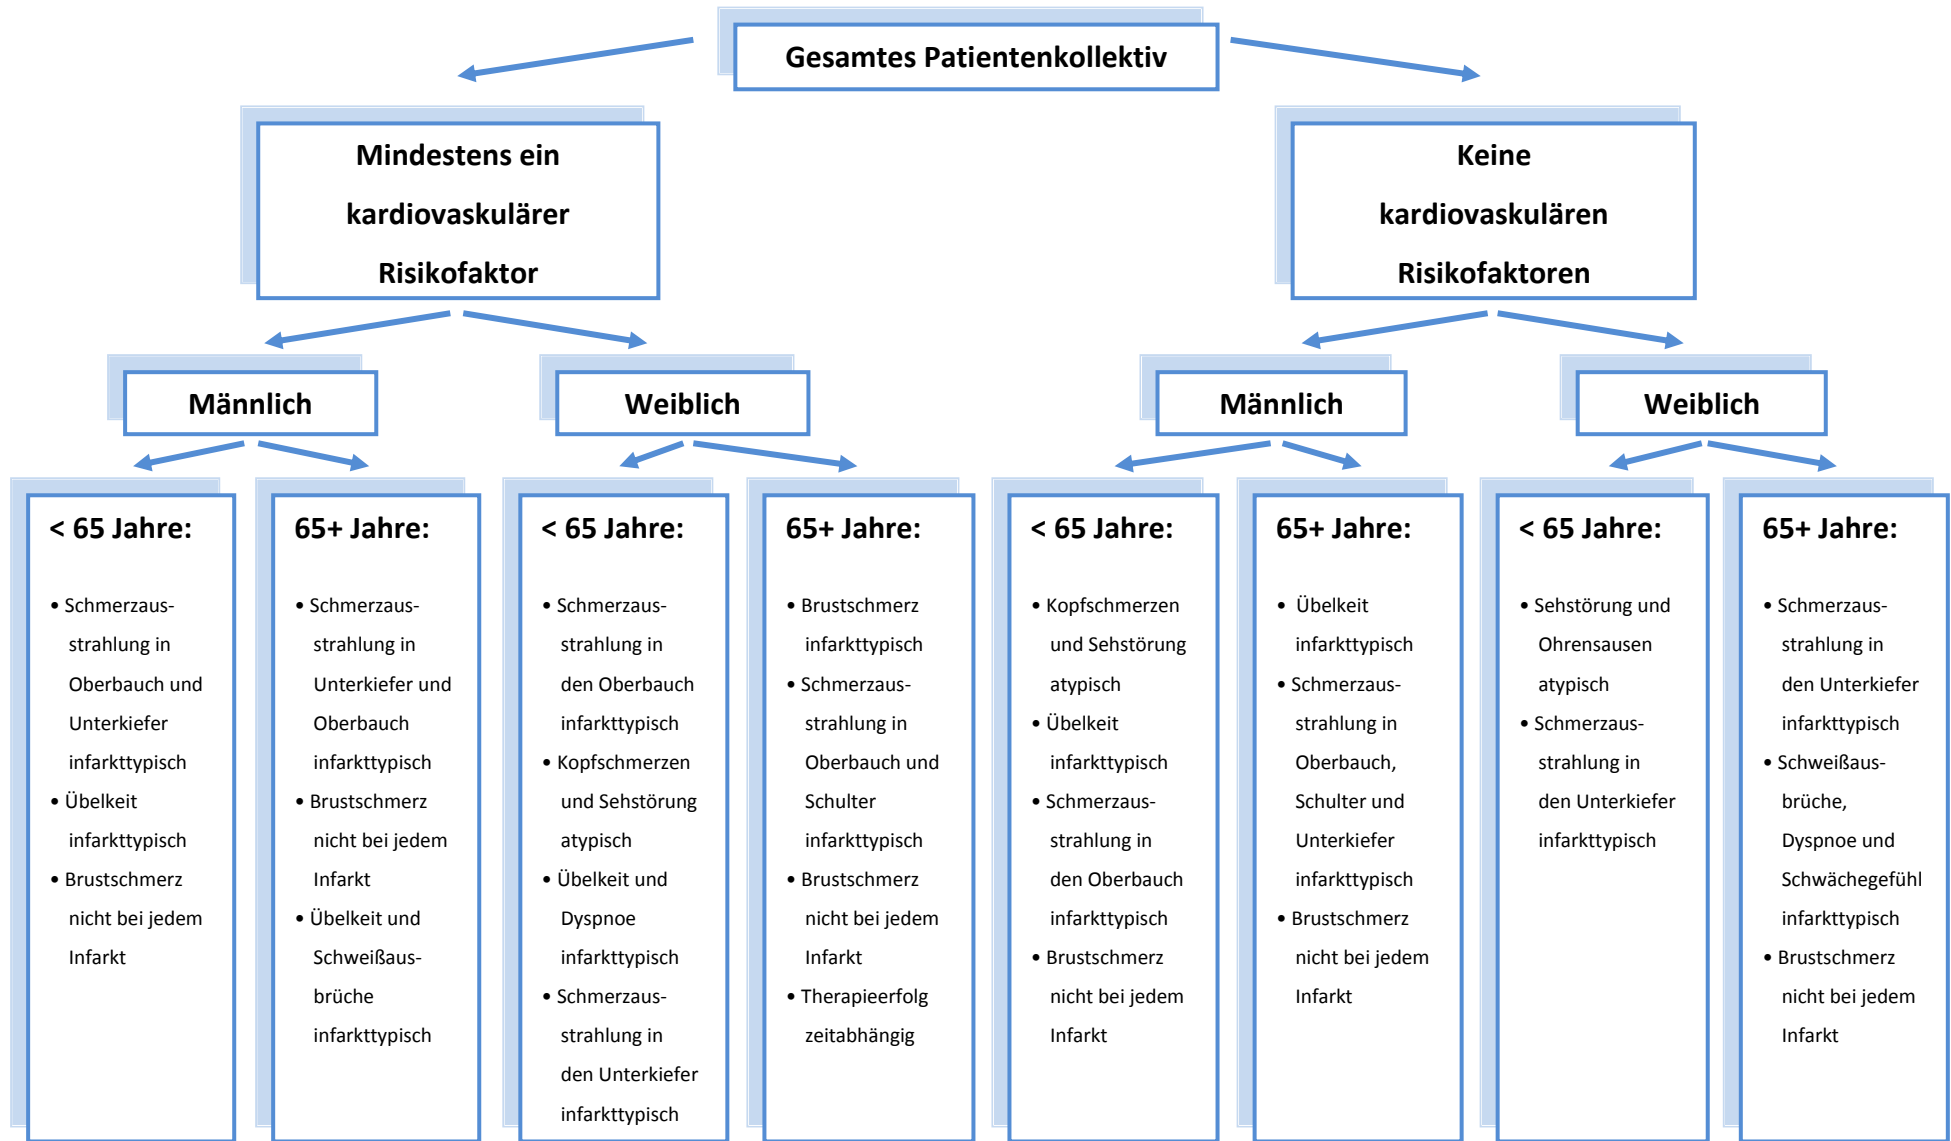 Gesamtes Patientenkollektiv
Mindestens ein
kardiovaskulärer
Risikofaktor
Keine
kardiovaskulären
Risikofaktoren
Männlich
Weiblich
Männlich
Weiblich
< 65 Jahre:
• Schmerzaus-
strahlung in
Oberbauch und
Unterkiefer
infarkttypisch
• Übelkeit
infarkttypisch
• Brustschmerz
nicht bei jedem
Infarkt
65+ Jahre:
• Schmerzaus-
strahlung in
Unterkiefer und
Oberbauch
infarkttypisch
• Brustschmerz
nicht bei jedem
Infarkt
• Übelkeit und
Schweißaus-
brüche
infarkttypisch
< 65 Jahre:
• Schmerzaus-
strahlung in
den Oberbauch
infarkttypisch
• Kopfschmerzen
und Sehstörung
atypisch
• Übelkeit und
Dyspnoe
infarkttypisch
• Schmerzaus-
strahlung in
den Unterkiefer
infarkttypisch
65+ Jahre:
• Brustschmerz
infarkttypisch
• Schmerzaus-
strahlung in
Oberbauch und
Schulter
infarkttypisch
• Brustschmerz
nicht bei jedem
Infarkt
• Therapieerfolg
zeitabhängig
< 65 Jahre:
• Kopfschmerzen
und Sehstörung
atypisch
• Übelkeit
infarkttypisch
• Schmerzaus-
strahlung in
den Oberbauch
infarkttypisch
• Brustschmerz
nicht bei jedem
Infarkt
65+ Jahre:
• Übelkeit
infarkttypisch
• Schmerzaus-
strahlung in
Oberbauch,
Schulter und
Unterkiefer
infarkttypisch
• Brustschmerz
nicht bei jedem
Infarkt
< 65 Jahre:
• Sehstörung und
Ohrensausen
atypisch
• Schmerzaus-
strahlung in
den Unterkiefer
infarkttypisch
65+ Jahre:
• Schmerzaus-
strahlung in
den Unterkiefer
infarkttypisch
• Schweißaus-
brüche,
Dyspnoe und
Schwächegefühl
infarkttypisch
• Brustschmerz
nicht bei jedem
Infarkt